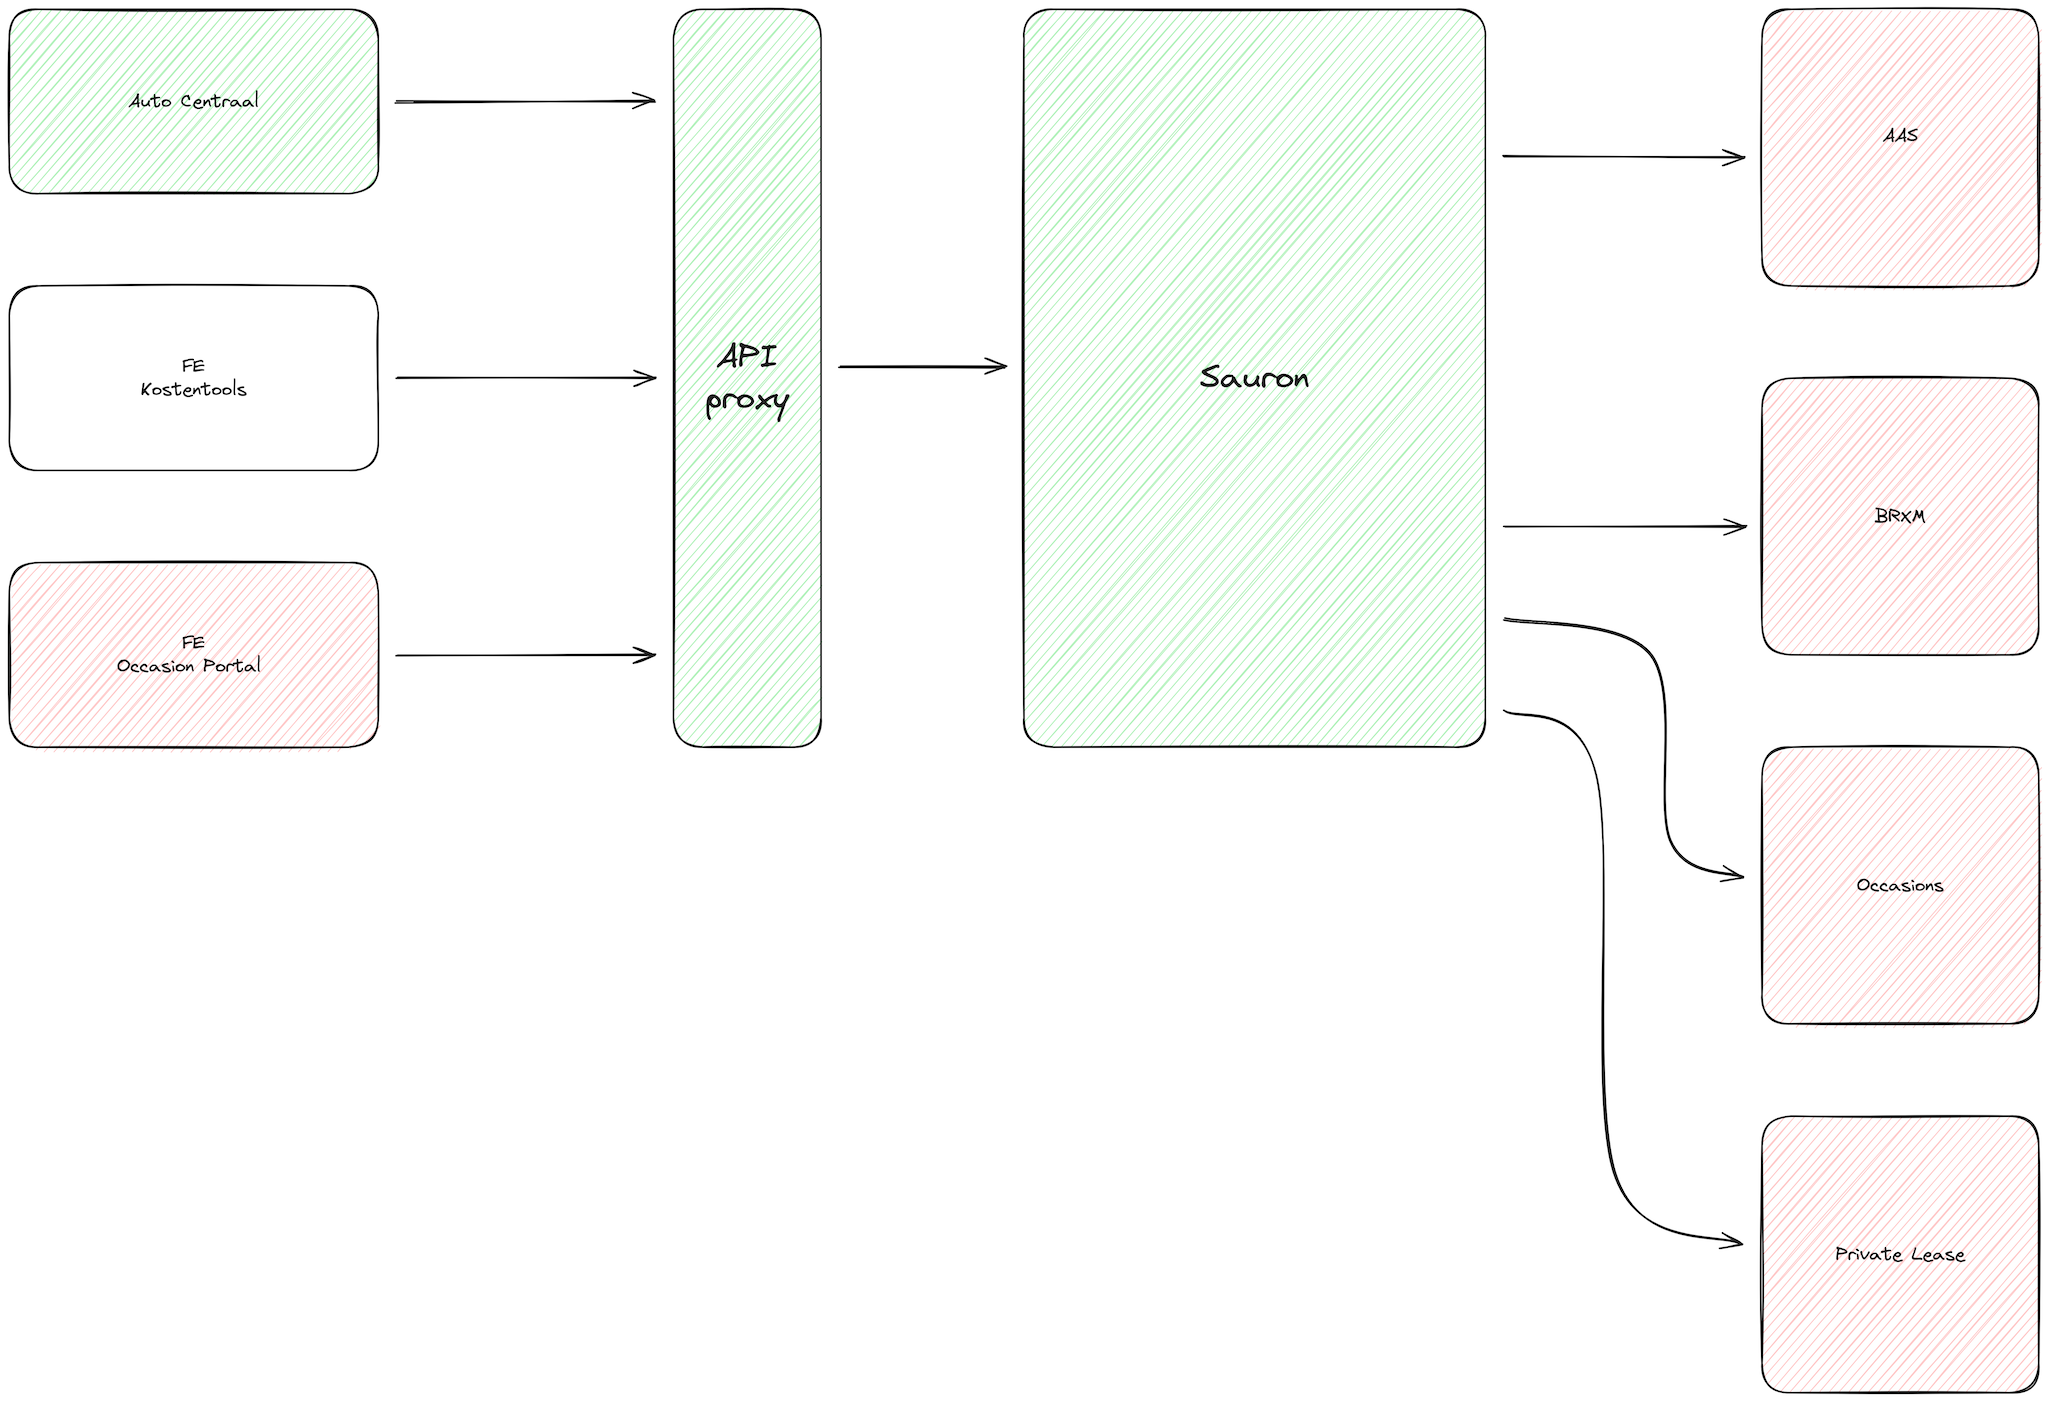 Auto Centraal
FE
Kostentools
FE
Occasion Portal
API
proxy
Sauron
AAS
BRXM
Occasions
Private Lease